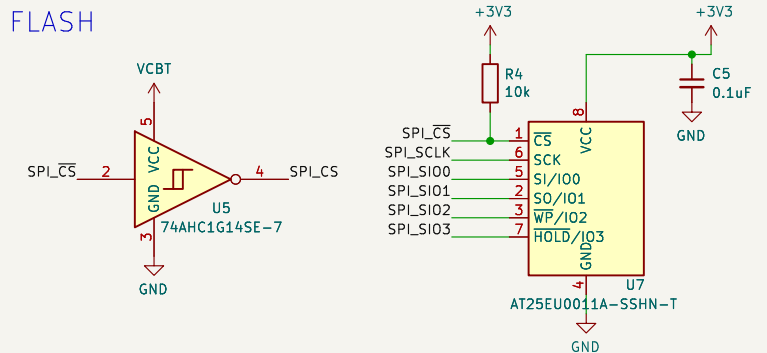 FLASH
+3V3
+3V3
VCBT
R4
10k
C5
0.1uF
GND
5
VCC
GND
3
SPI_CS
2
4
SPI_CS
U5
74AHC1G14SE-7
GND
8
VCC
SPI_CS
1
CS
SPI_SCLK
6
SCK
SPI_SIO0
5
SI/IO0
SPI_SIO1
2
SO/IO1
SPI_SIO2
3
WP/IO2
SPI_SIO3
7
HOLD/IO3
GND
4
U7
AT25EU0011A-SSHN-T
GND